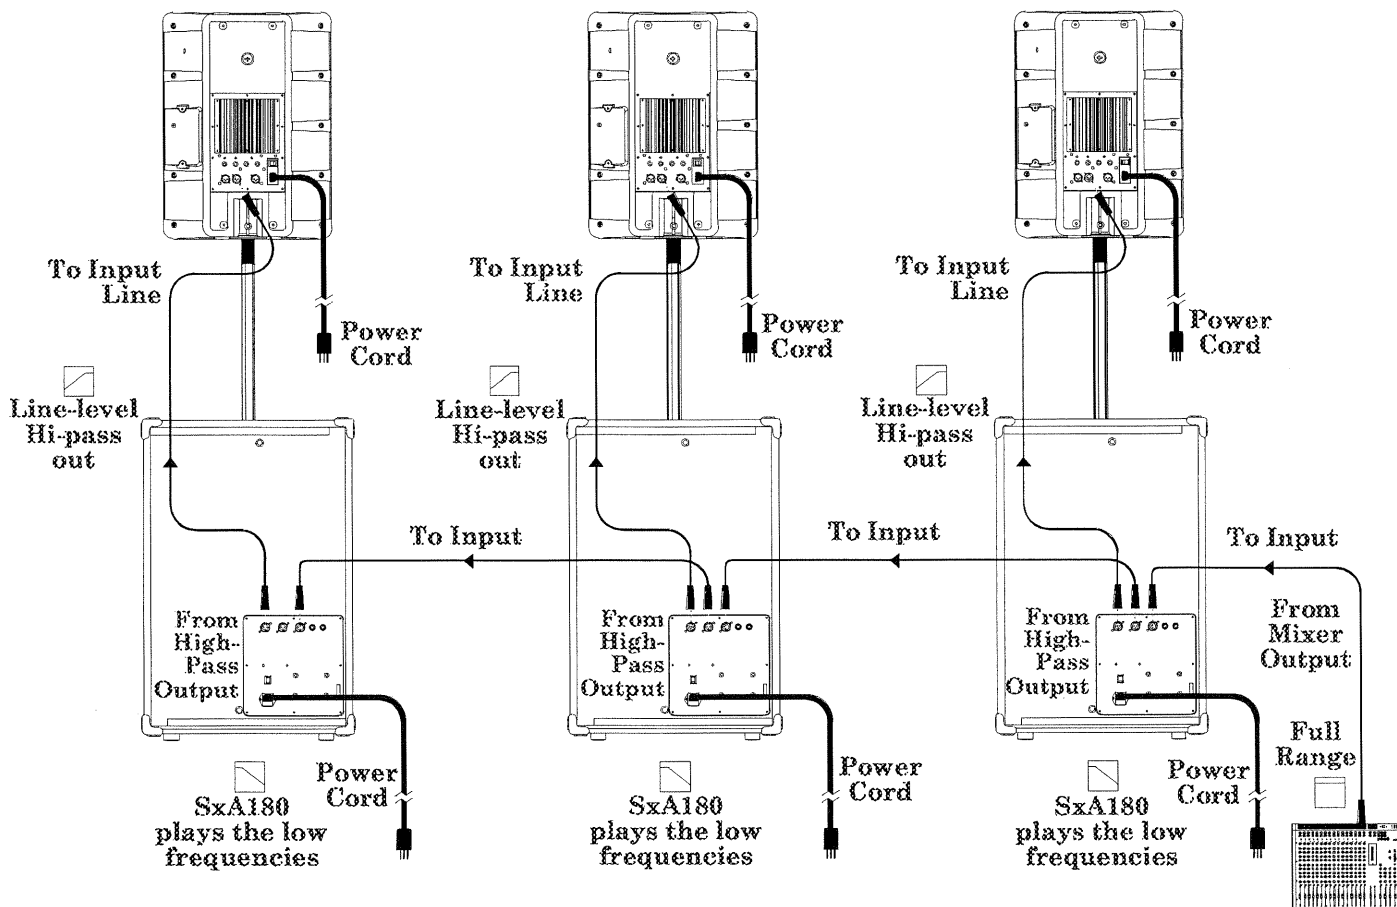 To Input
Line
Power
Cord
Line-level
Hi-pass
out
To Input
Line
Power
Cord
Line-level
Hi-pass
out
To Input
Line
Power
Cord
Line-level
Hi-pass
out
To Input
To Input
To Input
From
High-
Pass
Output
From
High-
Pass
Output
From
High-
Pass
Output
From
Mixer
Output
Full
Range
Power
Cord
SxA180
plays the low
frequencies
Power
Cord
SxA180
plays the low
frequencies
Power
Cord
SxA180
plays the low
frequencies